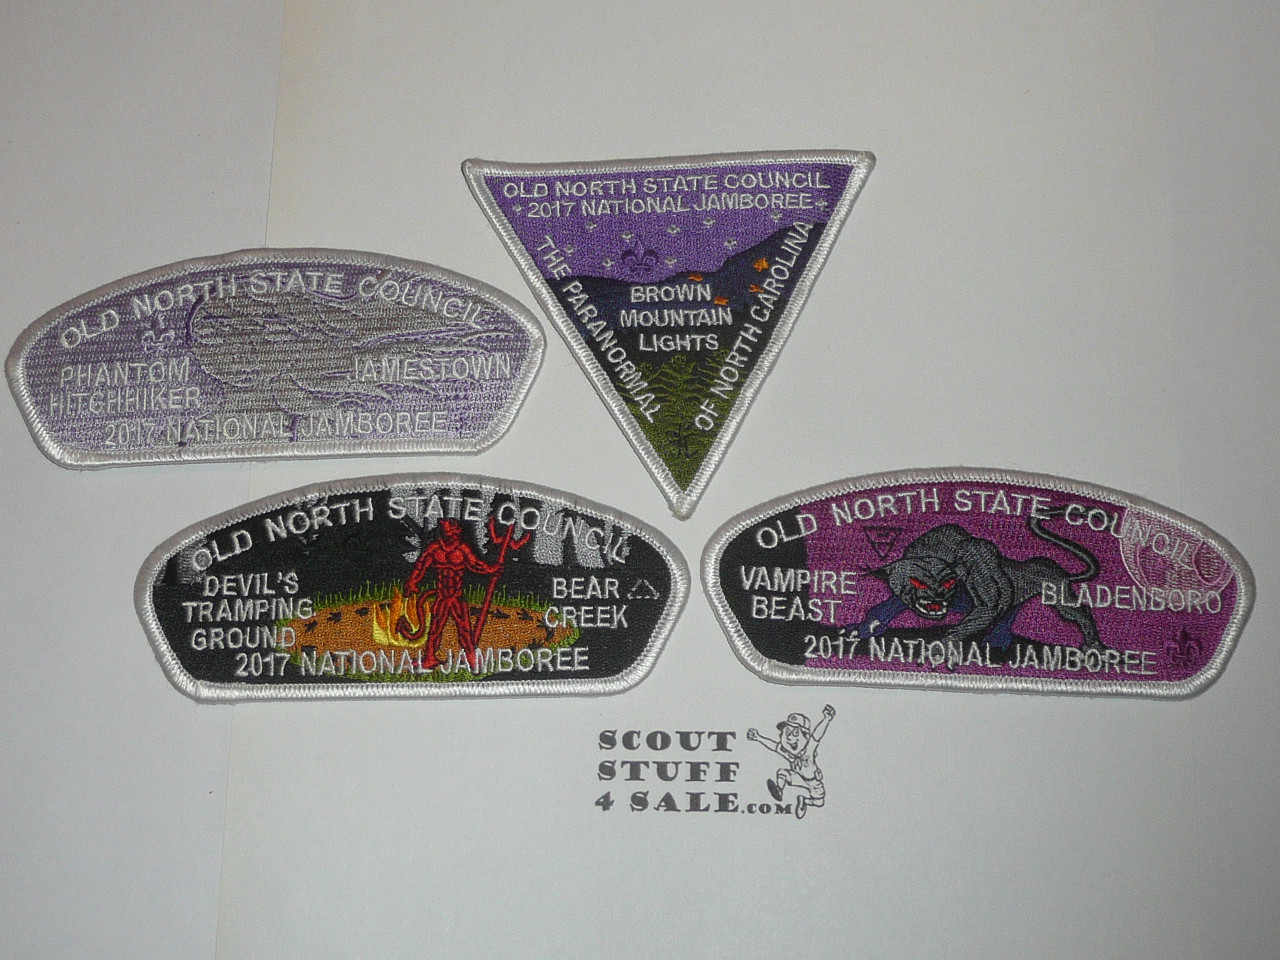 OLD NORTH STATE COUNCIL
2017 NATIONAL JAMBOREE
THE PARANORMAL
OF NORTH CAROLINA
BROWN
MOUNTAIN
LIGHTS
OLD NORTH STATE COUNCIL
PHANTOM
HITCHHIKER
JAMESTOWN
2017 NATIONAL JAMBOREE
OLD NORTH STATE COUNCIL
DEVIL'S
TRAMPING
GROUND
BEAR
CREEK
2017 NATIONAL JAMBOREE
OLD NORTH STATE COUNCIL
VAMPIRE
BEAST
BLADENBORO
2017 NATIONAL JAMBOREE
SCOUT
STUFF
4 SALE.COM